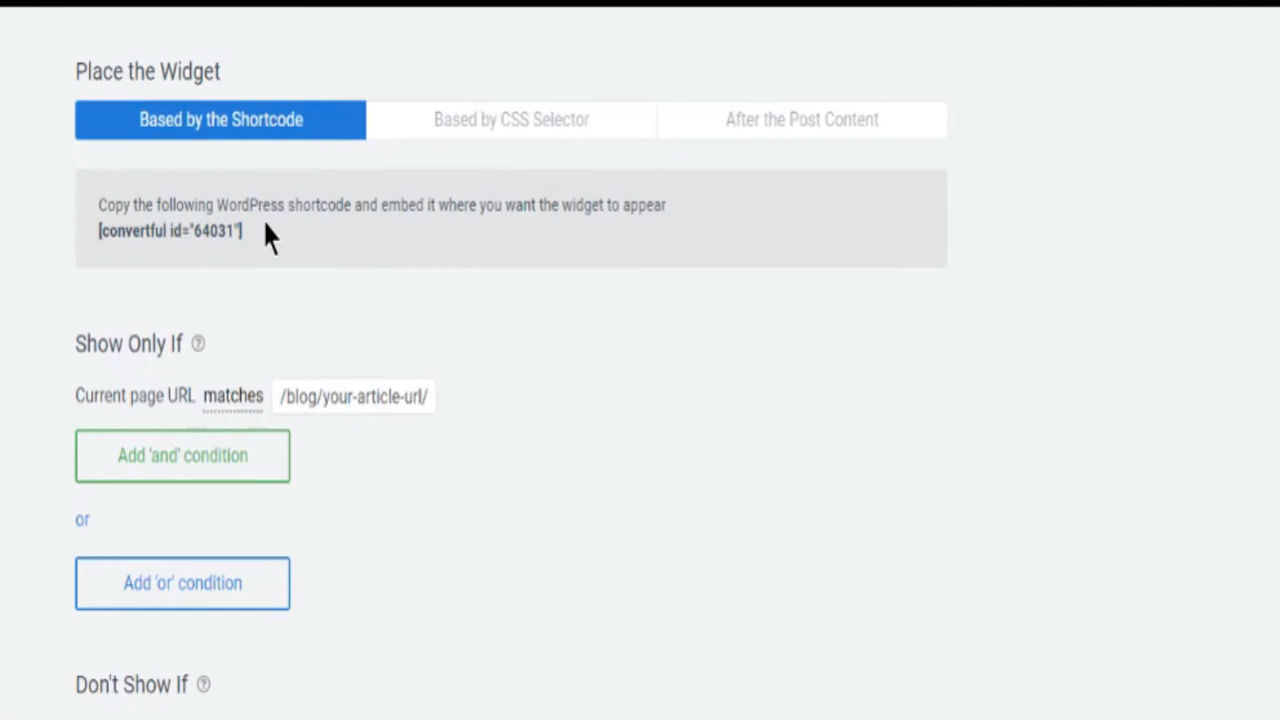 Place the Widget
Based by the Shortcode
Based by CSS Selector
After the Post Content
Copy the following WordPress shortcode and embed it where you want the widget to appear
[convertful id="64031"]
Show Only If ?
Current page URL matches /blog/your-article-url/
Add 'and' condition
or
Add 'or' condition
Don't Show If ?